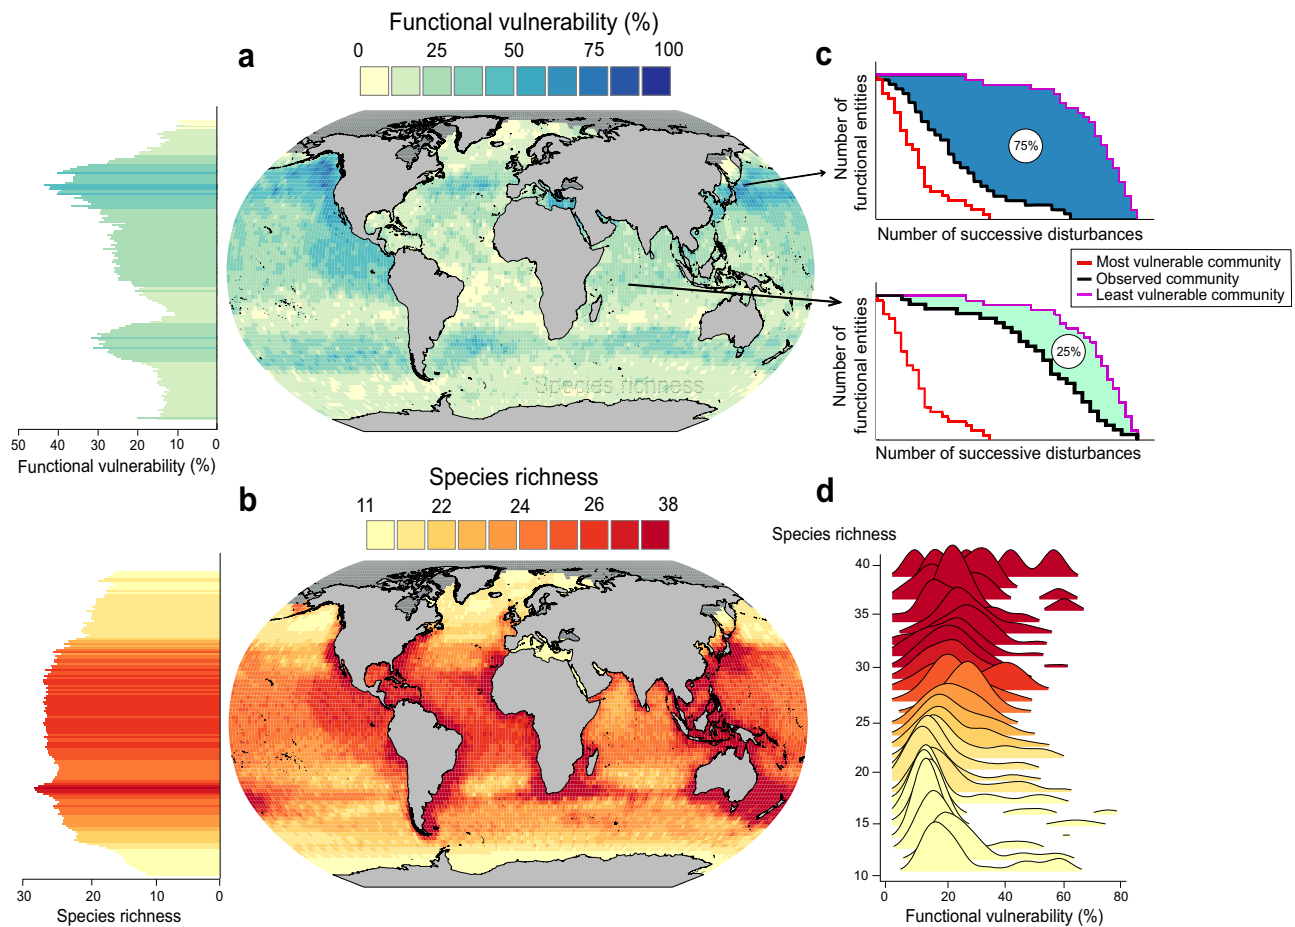 Functional vulnerability (%)
a
0 25 50 75 100
50 40 30 20 10 0
Functional vulnerability (%)
Species richness
c
Number of
functional entities
75%
Number of successive disturbances
Most vulnerable community
Observed community
Least vulnerable community
Number of
functional entities
25%
Number of successive disturbances
b
Species richness
11 22 24 26 38
30 20 10 0
Species richness
d
Species richness
40
35
30
25
20
15
10
0 20 40 60 80
Functional vulnerability (%)